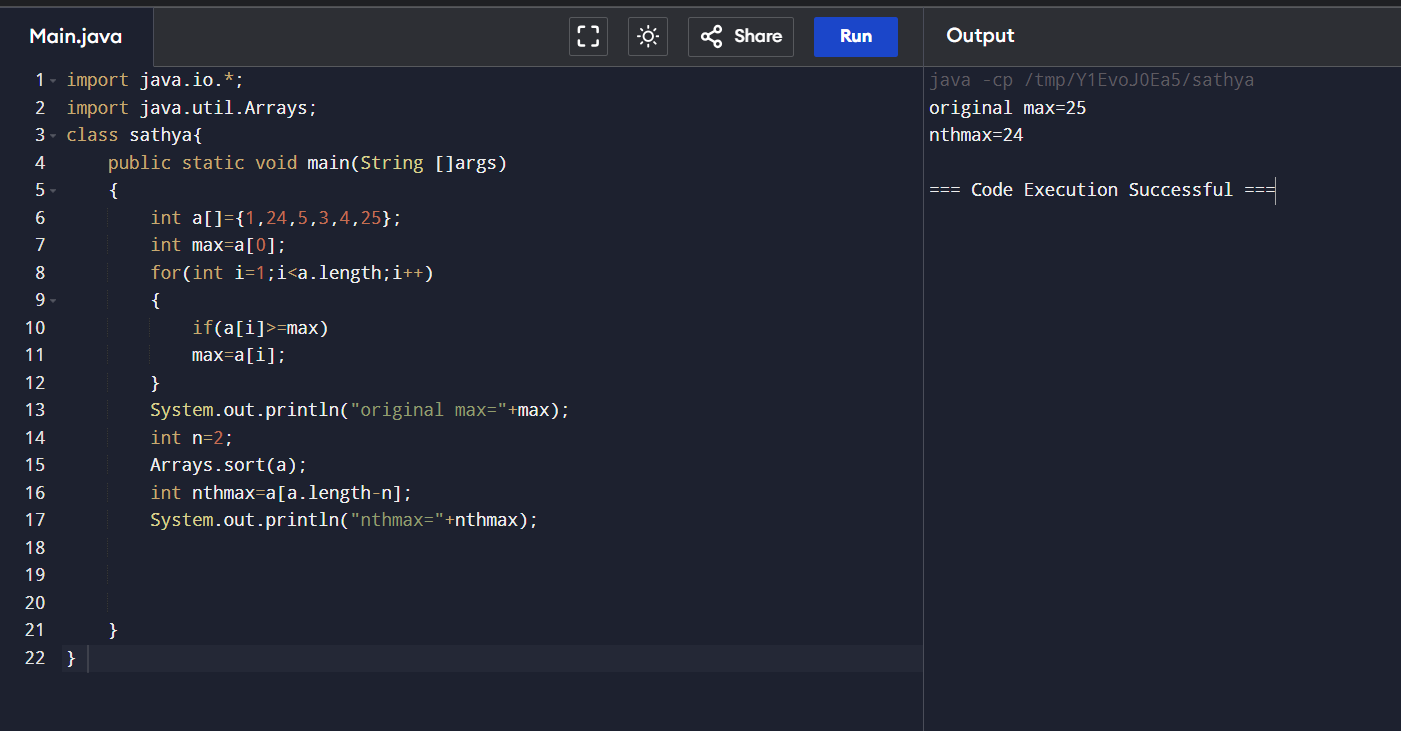 Main.java Share Run Output
1 import java.io.*;
2 import java.util.Arrays;
3 class sathya{
4     public static void main(String []args)
5     {
6         int a[]={1,24,5,3,4,25};
7         int max=a[0];
8         for(int i=1;i<a.length;i++)
9         {
10             if(a[i]>=max)
11             max=a[i];
12         }
13         System.out.println("original max="+max);
14         int n=2;
15         Arrays.sort(a);
16         int nthmax=a[a.length-n];
17         System.out.println("nthmax="+nthmax);
18
19
20
21     }
22 }
java -cp /tmp/Y1EvoJ0Ea5/sathya
original max=25
nthmax=24
=== Code Execution Successful ===